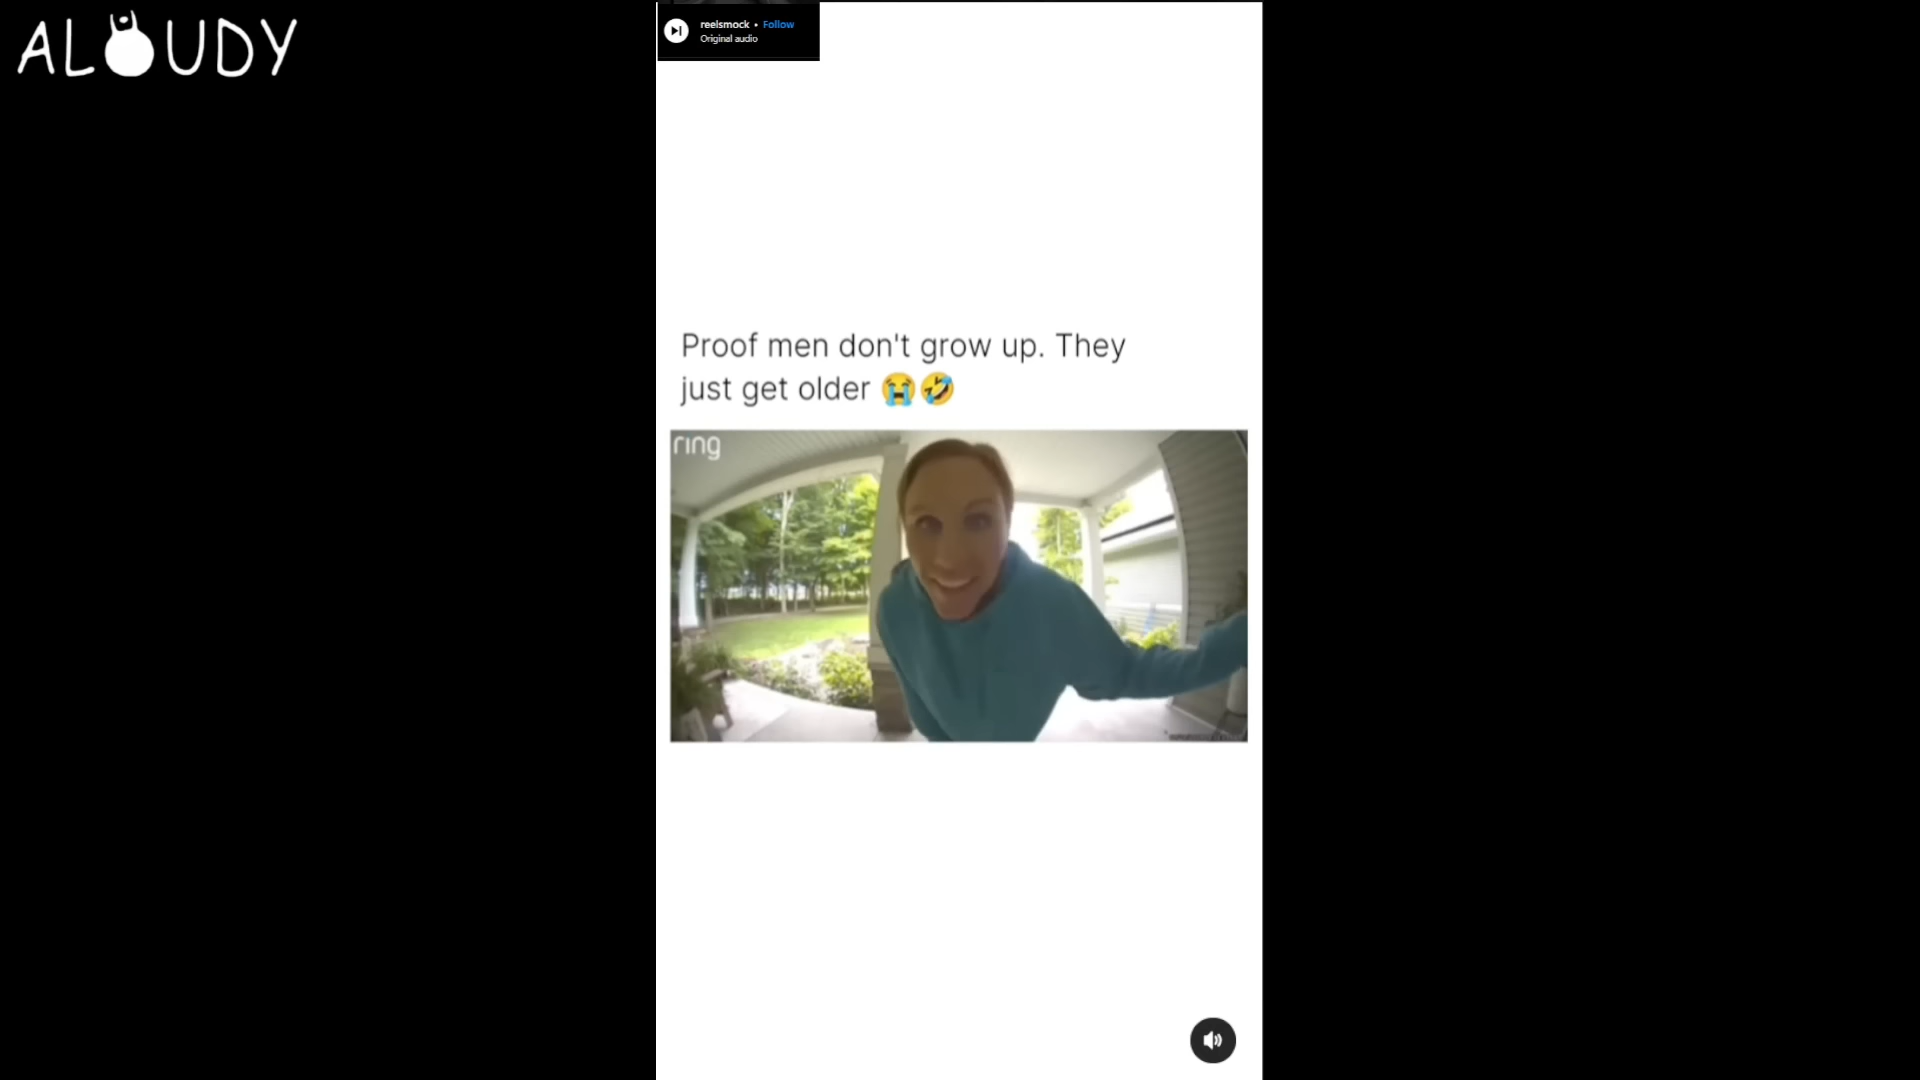 ALOUDY
reelsmock • Follow
Original audio
Proof men don't grow up. They
just get older 😭🤣
ring